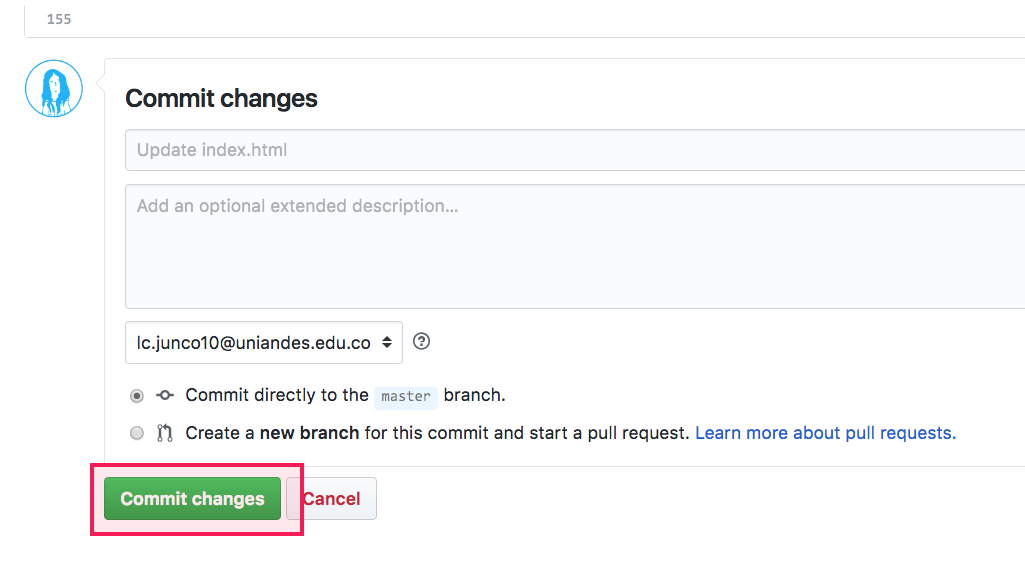 155
Commit changes
Update index.html
Add an optional extended description...
lc.junco10@uniandes.edu.co
Commit directly to the master branch.
Create a new branch for this commit and start a pull request. Learn more about pull requests.
Commit changes Cancel